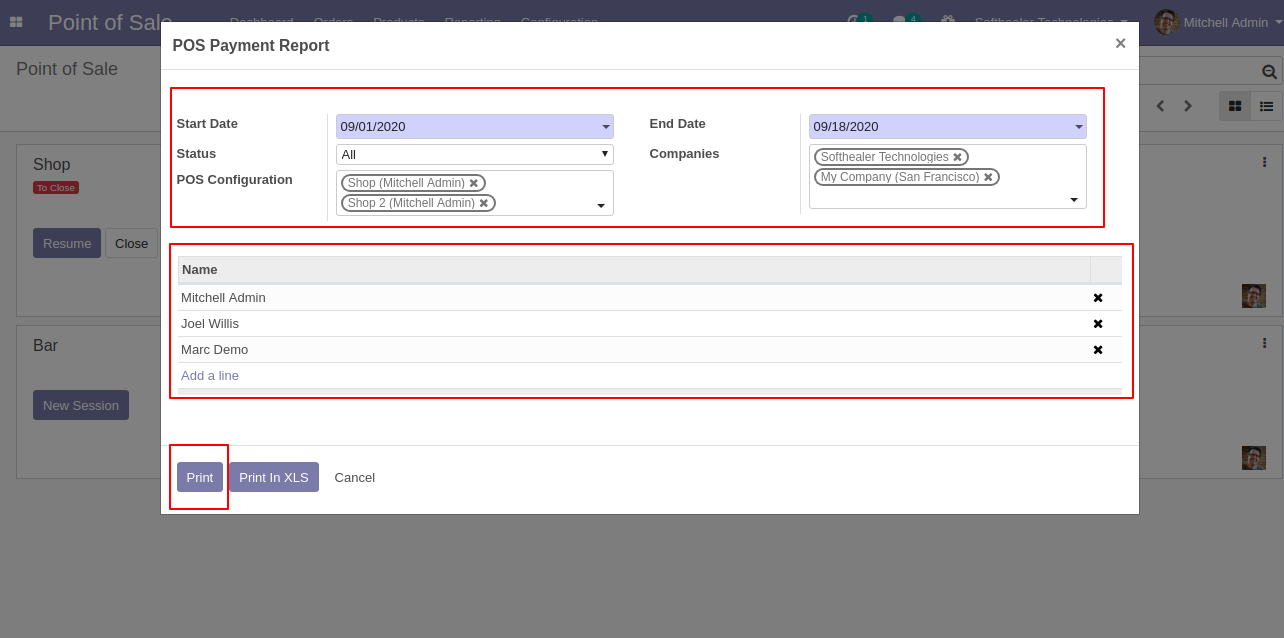 Point of Sale Dashboard Orders Products Reporting Configuration 1 4 Softhealer Technologies Mitchell Admin
POS Payment Report ×
Point of Sale
Start Date 09/01/2020 End Date 09/18/2020
Status All Companies Softhealer Technologies
My Company (San Francisco)
POS Configuration Shop (Mitchell Admin)
Shop 2 (Mitchell Admin)
Shop
To Close
Resume Close
Name
Mitchell Admin
Joel Willis
Marc Demo
Add a line
Bar
New Session
Print Print In XLS Cancel